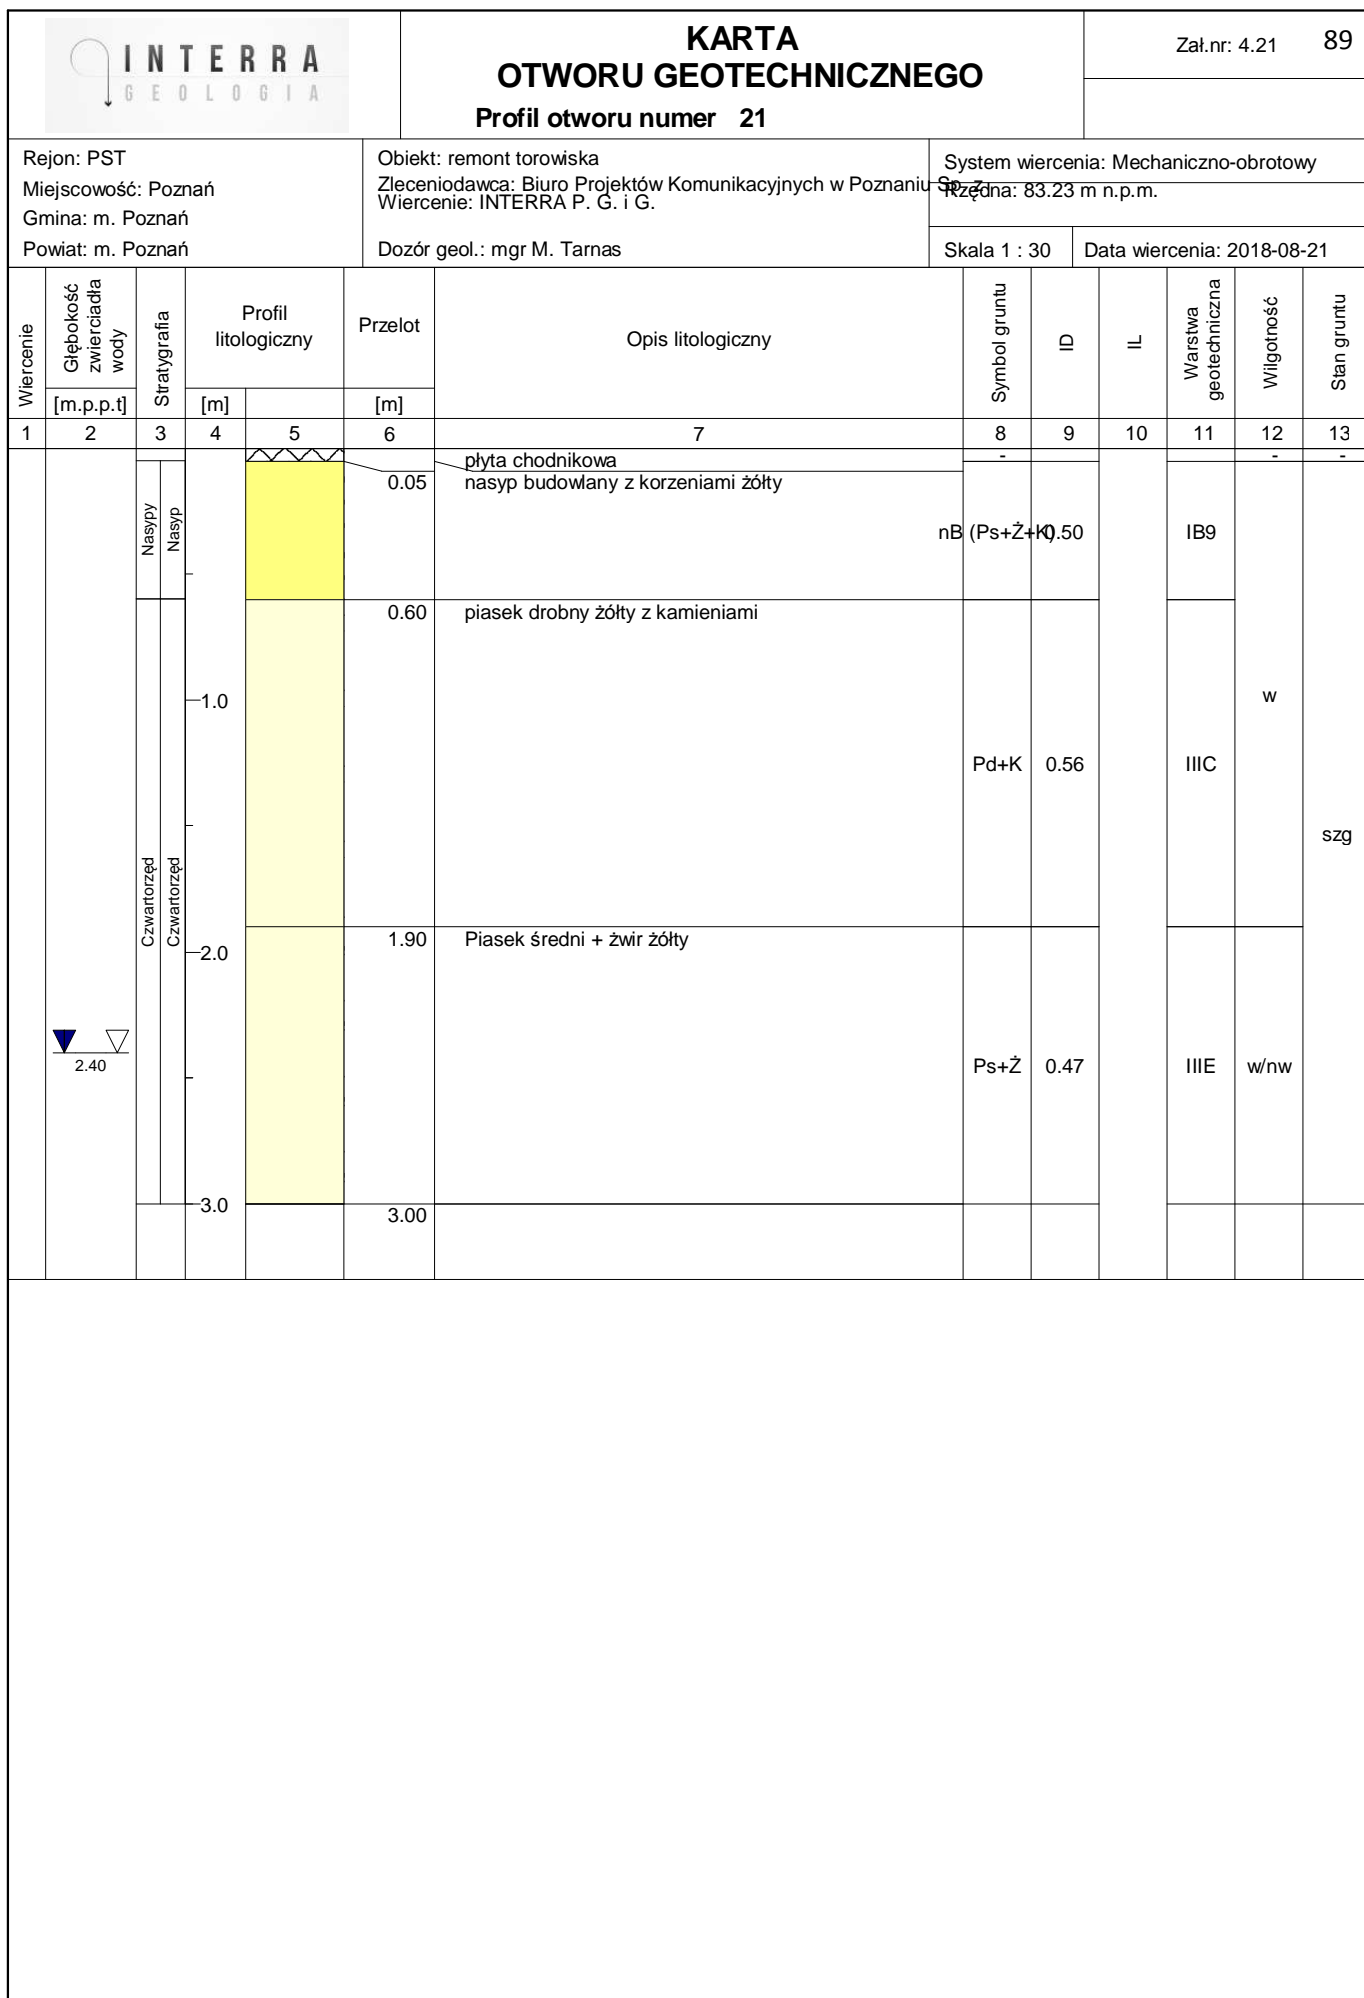 INTERRA
GEOLOGIA
KARTA
OTWORU GEOTECHNICZNEGO
Profil otworu numer 21
Zał.nr: 4.21 89
Rejon: PST
Miejscowość: Poznań
Gmina: m. Poznań
Powiat: m. Poznań
Obiekt: remont torowiska
Zleceniodawca: Biuro Projektów Komunikacyjnych w Poznaniu Sp. z
Wiercenie: INTERRA P. G. i G.
Dozór geol.: mgr M. Tarnas
System wiercenia: Mechaniczno-obrotowy
Rzędna: 83.23 m n.p.m.
Skala 1 : 30
Data wiercenia: 2018-08-21
Wiercenie
Głębokość
zwierciadła
wody
[m.p.p.t]
Stratygrafia
Profil
litologiczny
[m]
Przelot
[m]
Opis litologiczny
Symbol gruntu
ID
IL
Warstwa
geotechniczna
Wilgotność
Stan gruntu
1 2 3 4 5 6 7 8 9 10 11 12 13
płyta chodnikowa - - -
0.05 nasyp budowlany z korzeniami żółty
Nasypy
Nasyp
nB (Ps+Ż+K) 0.50 IB9
0.60 piasek drobny żółty z kamieniami
1.0
w
Pd+K 0.56 IIIC
szg
Czwartorzęd
Czwartorzęd
1.90 Piasek średni + żwir żółty
2.0
2.40
Ps+Ż 0.47 IIIE w/nw
3.0
3.00